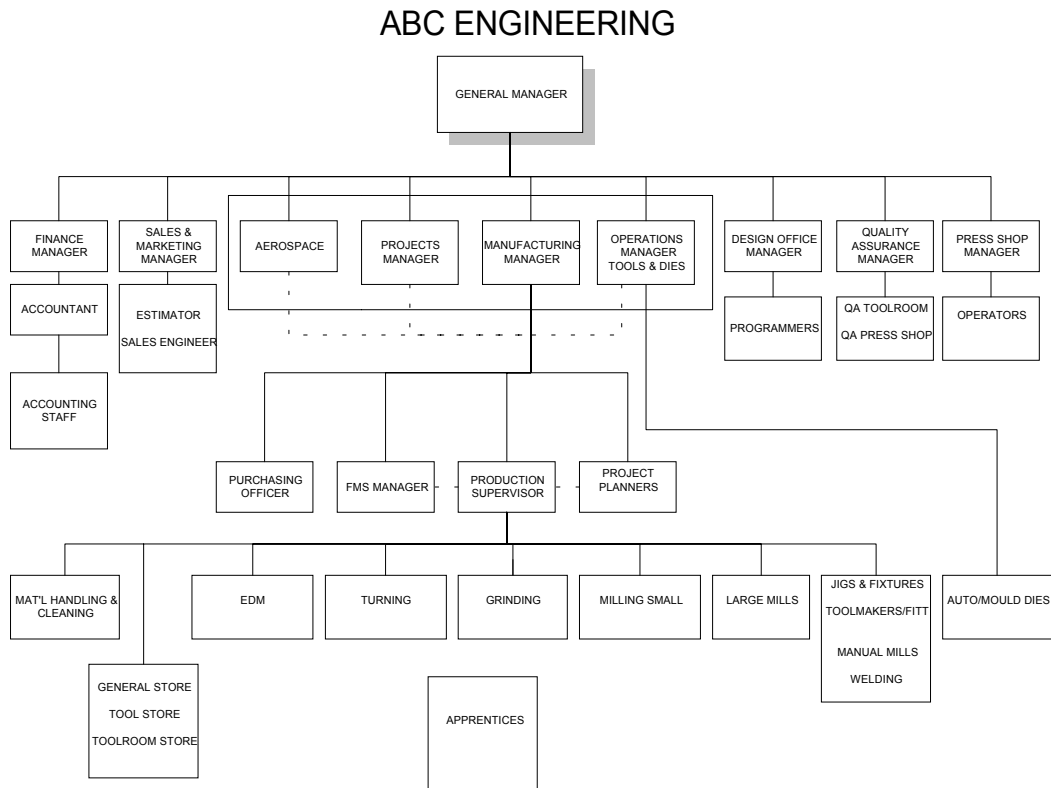 ABC ENGINEERING
GENERAL MANAGER
FINANCE
MANAGER
SALES &
MARKETING
MANAGER
AEROSPACE
PROJECTS
MANAGER
MANUFACTURING
MANAGER
OPERATIONS
MANAGER
TOOLS & DIES
DESIGN OFFICE
MANAGER
QUALITY
ASSURANCE
MANAGER
PRESS SHOP
MANAGER
ACCOUNTANT
ESTIMATOR
SALES ENGINEER
PROGRAMMERS
QA TOOLROOM
QA PRESS SHOP
OPERATORS
ACCOUNTING
STAFF
PURCHASING
OFFICER
FMS MANAGER
PRODUCTION
SUPERVISOR
PROJECT
PLANNERS
MAT'L HANDLING &
CLEANING
EDM
TURNING
GRINDING
MILLING SMALL
LARGE MILLS
JIGS & FIXTURES
TOOLMAKERS/FITT
MANUAL MILLS
WELDING
AUTO/MOULD DIES
GENERAL STORE
TOOL STORE
TOOLROOM STORE
APPRENTICES